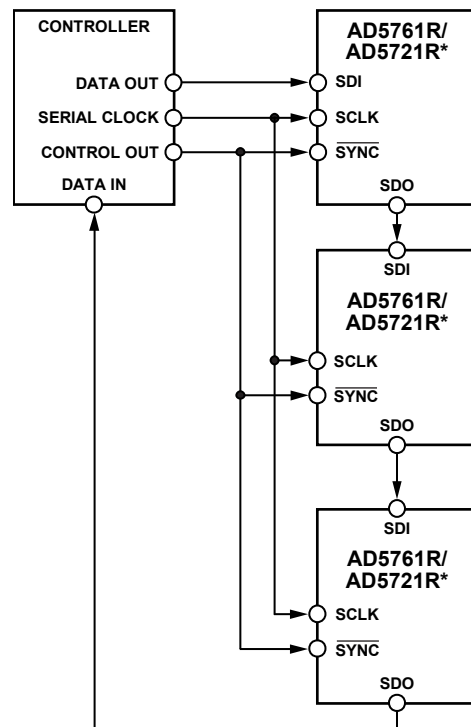 CONTROLLER
DATA OUT
SERIAL CLOCK
CONTROL OUT
DATA IN
AD5761R/
AD5721R*
SDI
SCLK
SYNC
SDO
SDI
AD5761R/
AD5721R*
SCLK
SYNC
SDO
SDI
AD5761R/
AD5721R*
SCLK
SYNC
SDO